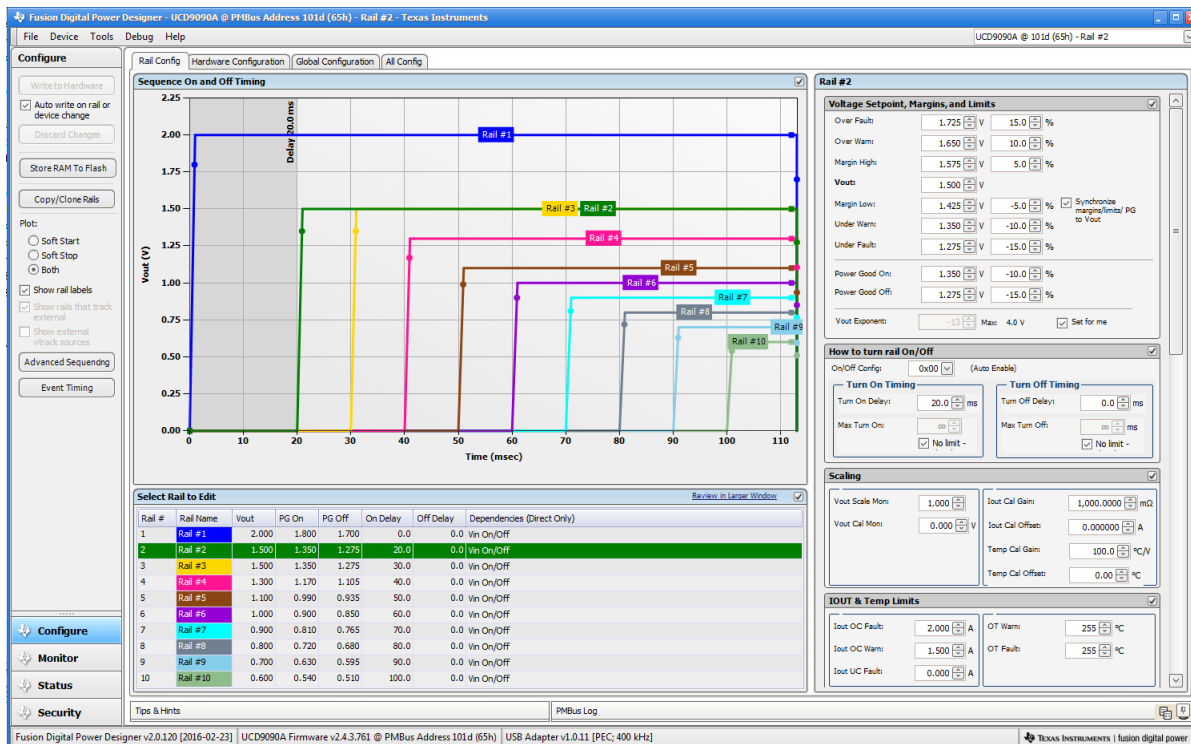 Fusion Digital Power Designer - UCD9090A @ PMBus Address 101d (65h) - Rail #2 - Texas Instruments
File Device Tools Debug Help
UCD9090A @ 101d (65h) - Rail #2
Configure
Write to Hardware
Auto write on rail or
device change
Discard Changes
Store RAM To Flash
Copy/Clone Rails
Plot:
Soft Start
Soft Stop
Both
Show rail labels
Show rails that track
external
Show external
vtrack sources
Advanced Sequencing
Event Timing
Configure
Monitor
Status
Security
Rail Config Hardware Configuration Global Configuration All Config
Sequence On and Off Timing
Vout (V)
2.25
2.00
1.75
1.50
1.25
1.00
0.75
0.50
0.25
0.00
Delay 20.0 ms
Rail #1
Rail #3 Rail #2
Rail #4
Rail #5
Rail #6
Rail #7
Rail #8
Rail #9
Rail #10
0 10 20 30 40 50 60 70 80 90 100 110
Time (msec)
Select Rail to Edit
Review in Larger Window
Rail # Rail Name Vout PG On PG Off On Delay Off Delay Dependencies (Direct Only)
1 Rail #1 2.000 1.800 1.700 0.0 0.0 Vin On/Off
2 Rail #2 1.500 1.350 1.275 20.0 0.0 Vin On/Off
3 Rail #3 1.500 1.350 1.275 30.0 0.0 Vin On/Off
4 Rail #4 1.300 1.170 1.105 40.0 0.0 Vin On/Off
5 Rail #5 1.100 0.990 0.935 50.0 0.0 Vin On/Off
6 Rail #6 1.000 0.900 0.850 60.0 0.0 Vin On/Off
7 Rail #7 0.900 0.810 0.765 70.0 0.0 Vin On/Off
8 Rail #8 0.800 0.720 0.680 80.0 0.0 Vin On/Off
9 Rail #9 0.700 0.630 0.595 90.0 0.0 Vin On/Off
10 Rail #10 0.600 0.540 0.510 100.0 0.0 Vin On/Off
Rail #2
Voltage Setpoint, Margins, and Limits
Over Fault: 1.725 V 15.0 %
Over Warn: 1.650 V 10.0 %
Margin High: 1.575 V 5.0 %
Vout: 1.500 V
Margin Low: 1.425 V -5.0 %
Synchronize
margins/limits/ PG
to Vout
Under Warn: 1.350 V -10.0 %
Under Fault: 1.275 V -15.0 %
Power Good On: 1.350 V -10.0 %
Power Good Off: 1.275 V -15.0 %
Vout Exponent: -13 Max: 4.0 V Set for me
How to turn rail On/Off
On/Off Config: 0x00 (Auto Enable)
Turn On Timing
Turn On Delay: 20.0 ms
Max Turn On: ∞
No limit -
Turn Off Timing
Turn Off Delay: 0.0 ms
Max Turn Off: ∞ ms
No limit -
Scaling
Vout Scale Mon: 1.000
Vout Cal Mon: 0.000 V
Iout Cal Gain: 1,000.0000 mΩ
Iout Cal Offset: 0.000000 A
Temp Cal Gain: 100.0 °C/V
Temp Cal Offset: 0.00 °C
IOUT & Temp Limits
Iout OC Fault: 2.000 A
Iout OC Warn: 1.500 A
Iout UC Fault: 0.000 A
OT Warn: 255 °C
OT Fault: 255 °C
Tips & Hints
PMBus Log
Fusion Digital Power Designer v2.0.120 [2016-02-23] UCD9090A Firmware v2.4.3.761 @ PMBus Address 101d (65h) USB Adapter v1.0.11 [PEC; 400 kHz] TEXAS INSTRUMENTS | fusion digital power